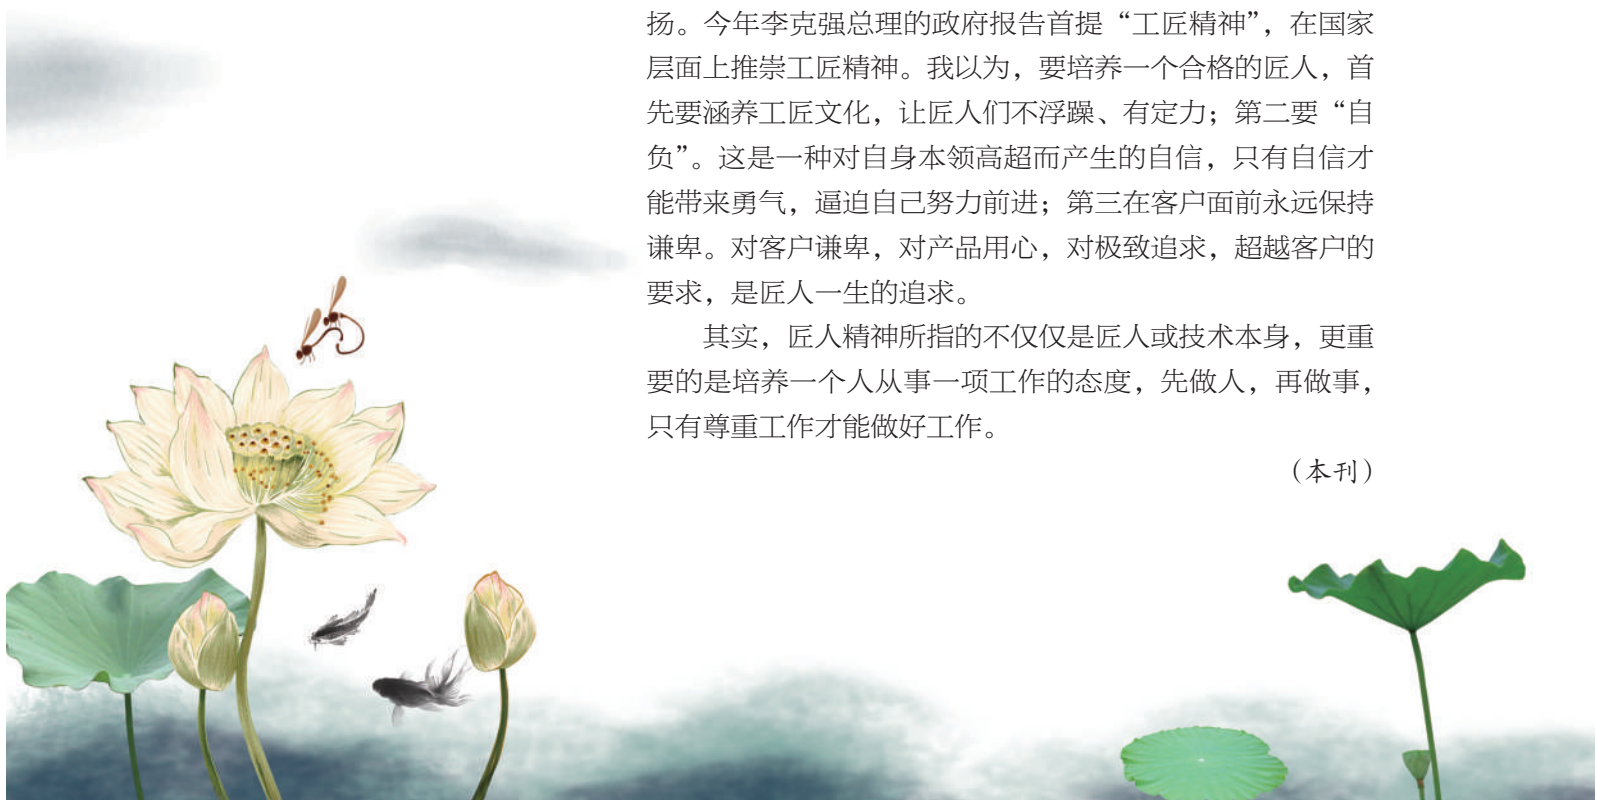 扬。今年李克强总理的政府报告首提“工匠精神”，在国家
层面上推崇工匠精神。我以为，要培养一个合格的匠人，首
先要涵养工匠文化，让匠人们不浮躁、有定力；第二要“自
负”。这是一种对自身本领高超而产生的自信，只有自信才
能带来勇气，逼迫自己努力前进；第三在客户面前永远保持
谦卑。对客户谦卑，对产品用心，对极致追求，超越客户的
要求，是匠人一生的追求。
其实，匠人精神所指的不仅仅是匠人或技术本身，更重
要的是培养一个人从事一项工作的态度，先做人，再做事，
只有尊重工作才能做好工作。
（本刊）